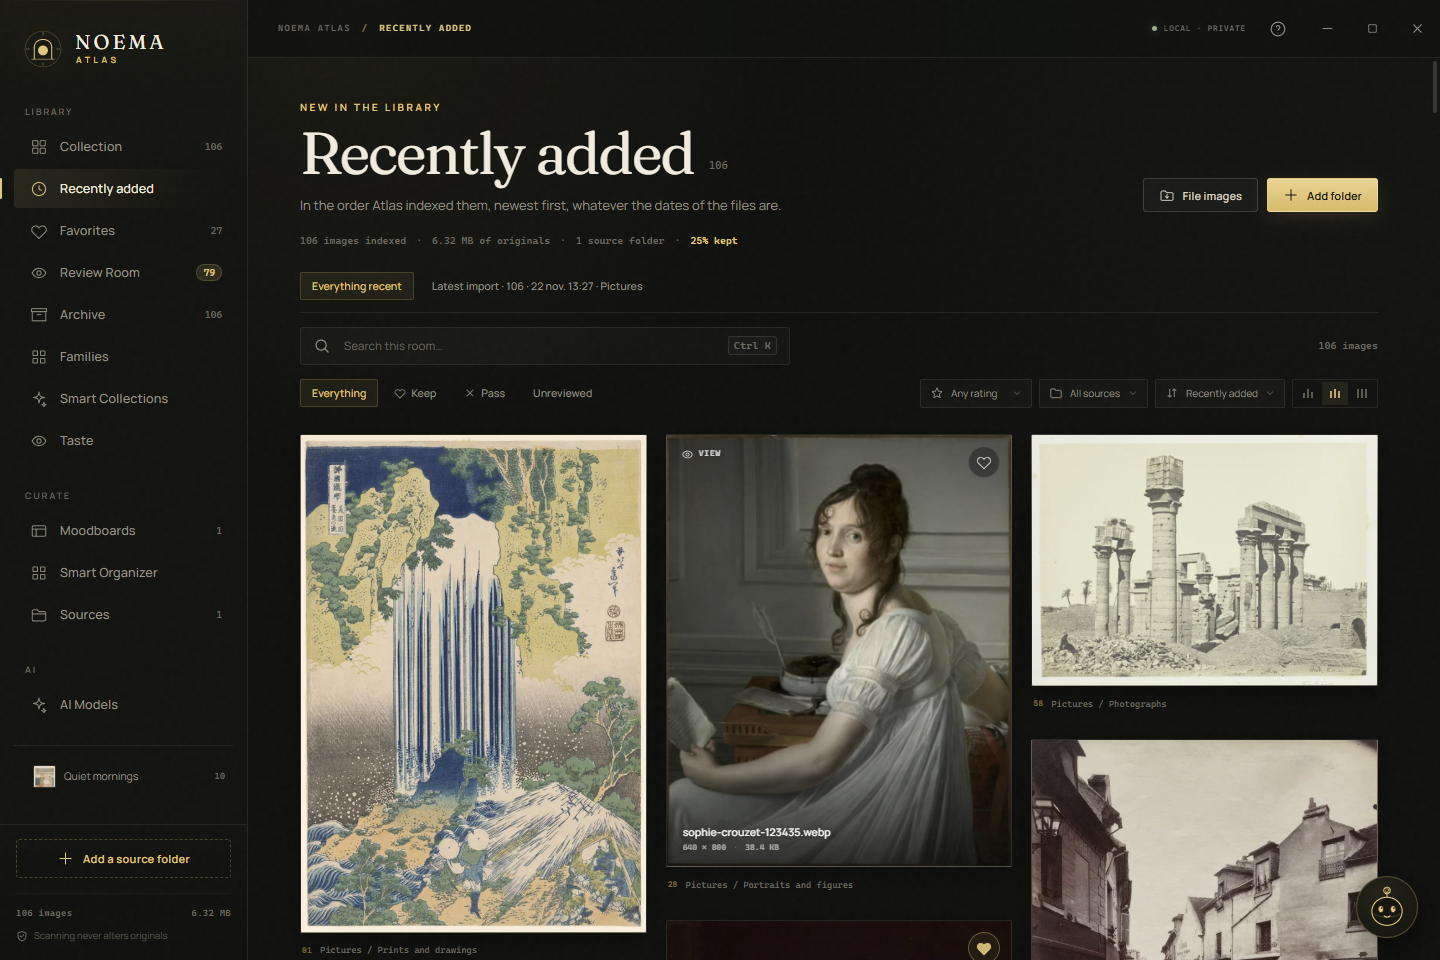 NOEMA
ATLAS
LIBRARY
Collection 106
Recently added
Favorites 27
Review Room 79
Archive 106
Families
Smart Collections
Taste
CURATE
Moodboards 1
Smart Organizer
Sources 1
AI
AI Models
Quiet mornings 10
Add a source folder
106 images 6.32 MB
Scanning never alters originals
NOEMA ATLAS / RECENTLY ADDED
LOCAL · PRIVATE
NEW IN THE LIBRARY
Recently added 106
In the order Atlas indexed them, newest first, whatever the dates of the files are.
106 images indexed · 6.32 MB of originals · 1 source folder · 25% kept
File images
Add folder
Everything recent
Latest import · 106 · 22 nov. 13:27 · Pictures
Search this room...
Ctrl K
106 images
Everything
Keep
Pass
Unreviewed
Any rating
All sources
Recently added
01 Pictures / Prints and drawings
VIEW
sophie-crouzet-123435.webp
640 × 800 · 38.4 KB
28 Pictures / Portraits and figures
58 Pictures / Photographs